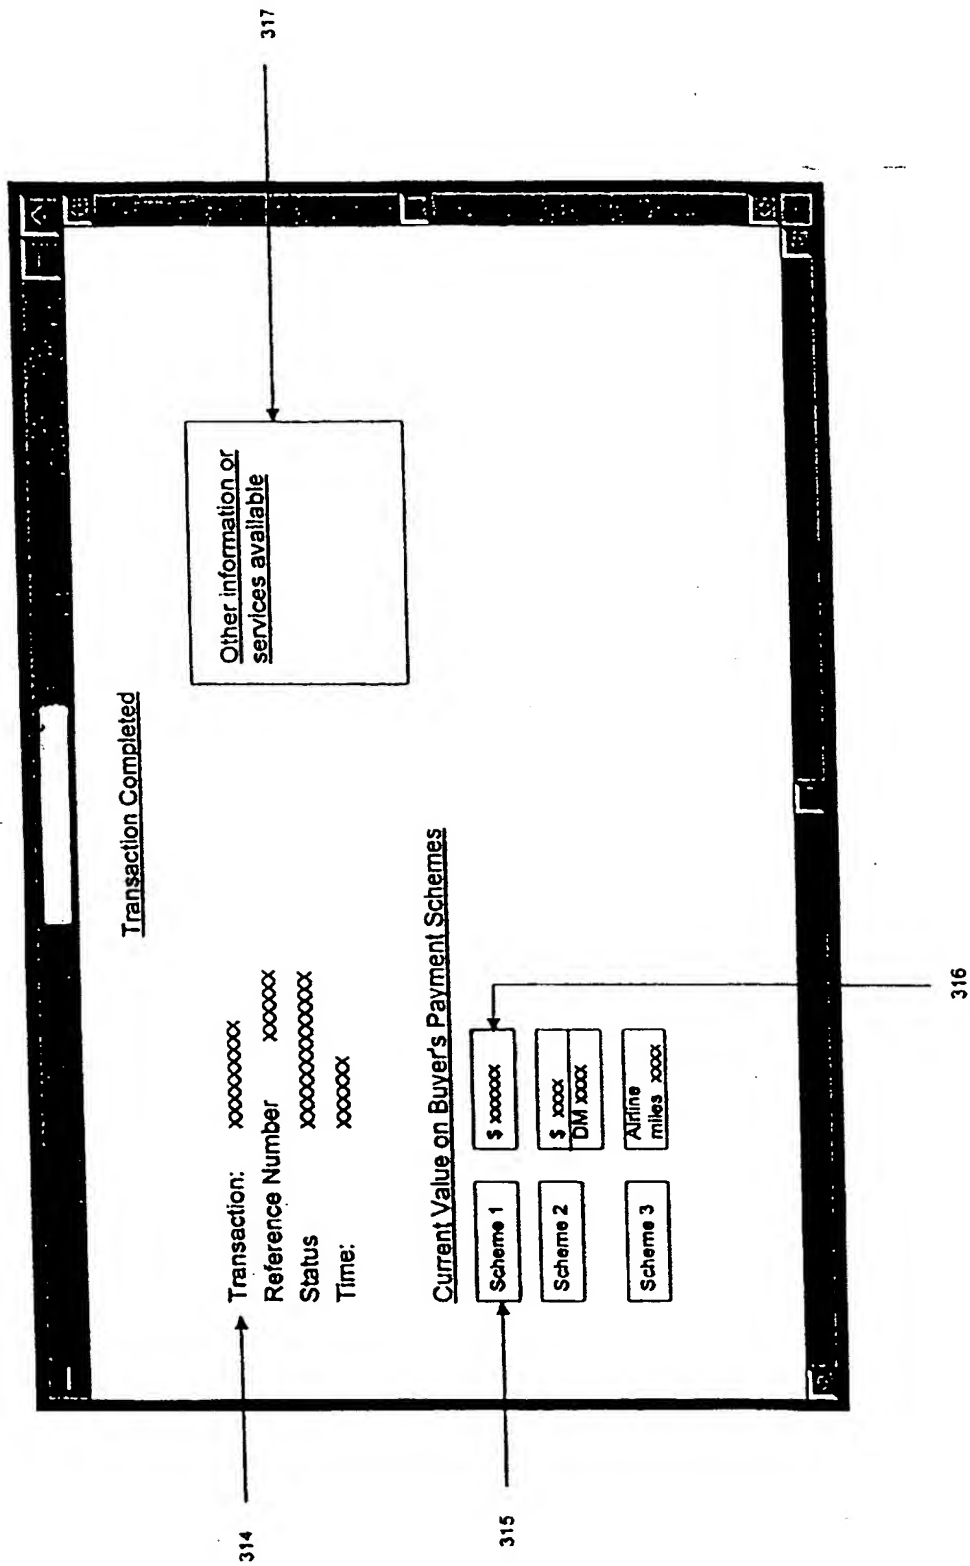 317
Transaction Completed
Transaction: xxxxxxxxx
Reference Number xxxxxx
Status xxxxxxxxxxxx
Time: xxxxxx
Other information or
services available
Current Value on Buyer's Payment Schemes
Scheme 1 $ xxxxxx
Scheme 2 $ xxxx
DM xxxx
Scheme 3 Airline
miles xxxx
314
315
316